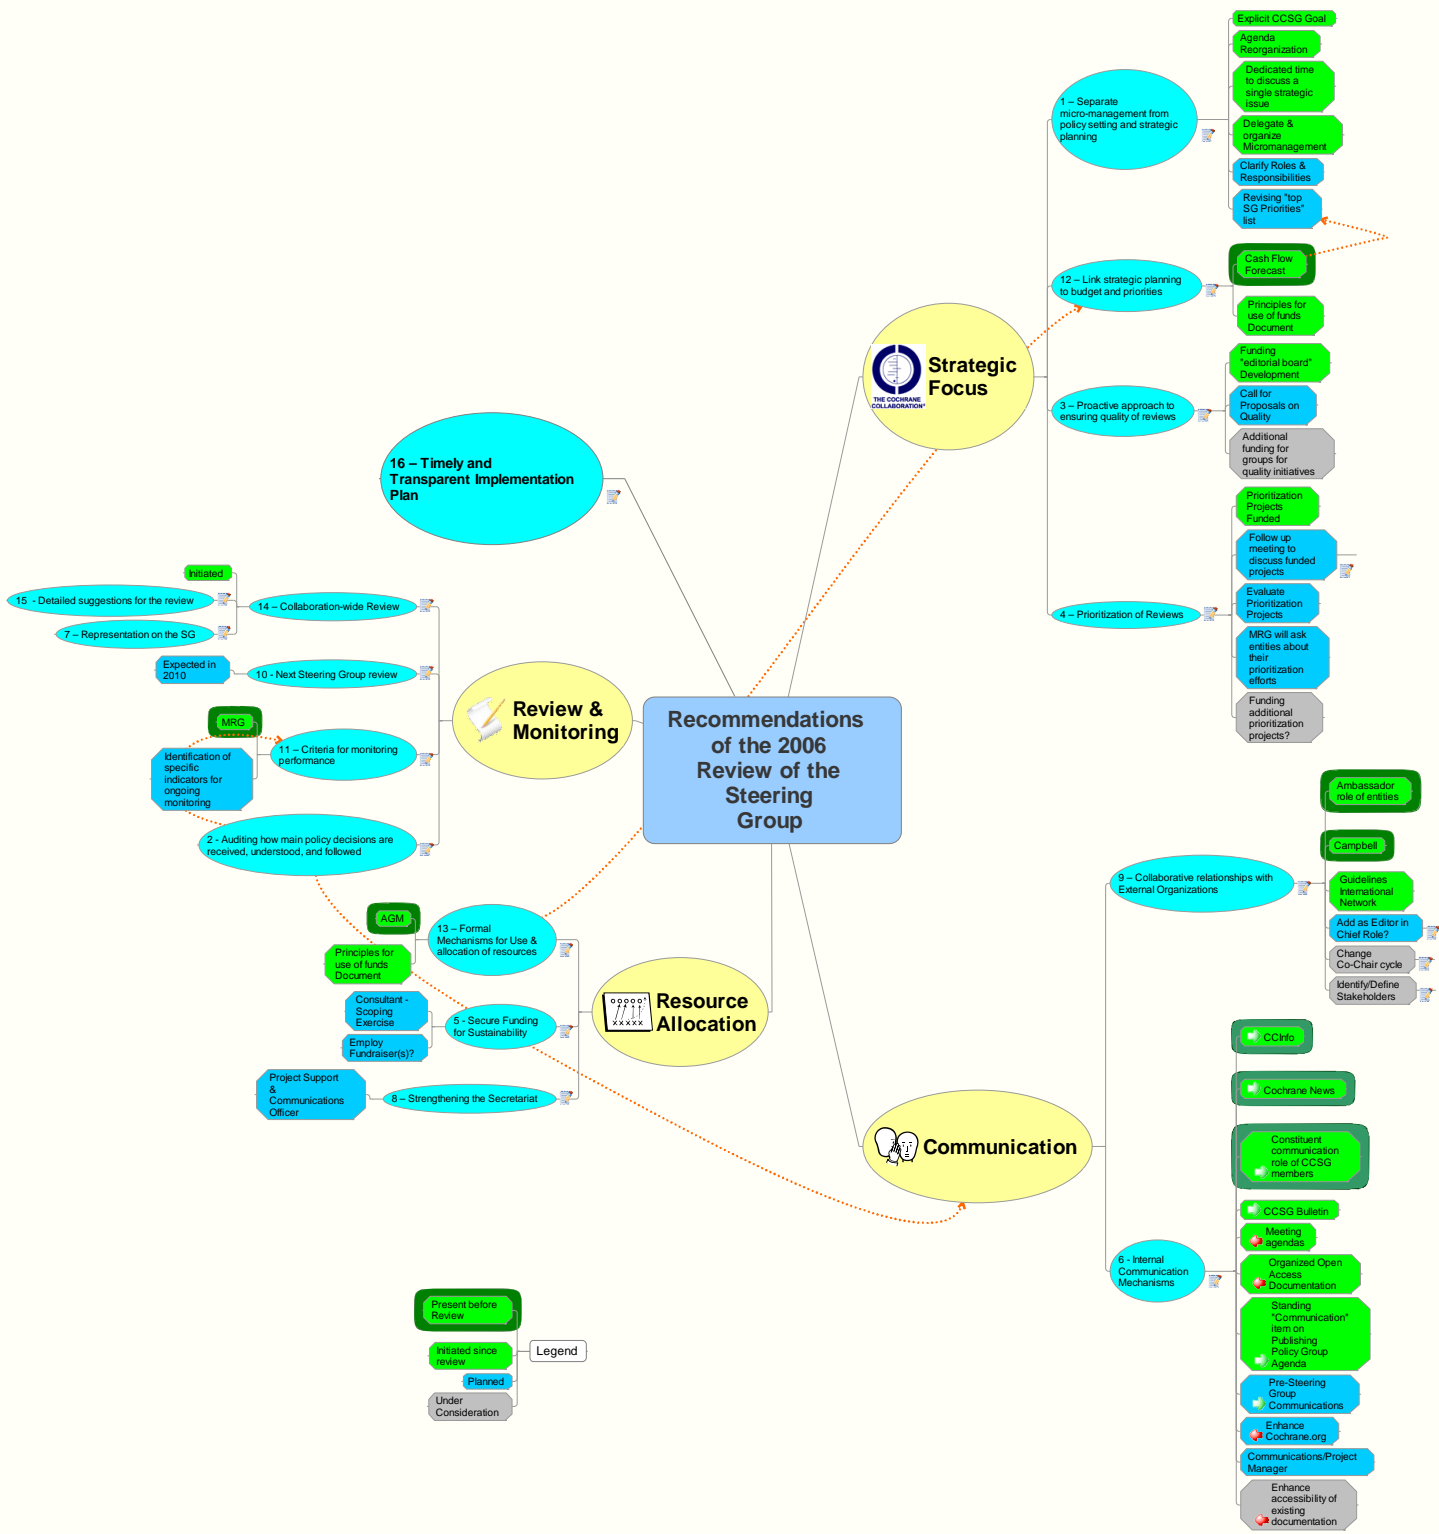 Recommendations
of the 2006
Review of the
Steering
Group
Strategic
Focus
THE COCHRANE
COLLABORATION®
1 – Separate
micro-management from
policy setting and strategic
planning
Explicit CCSG Goal
Agenda
Reorganization
Dedicated time
to discuss a
single strategic
issue
Delegate &
organize
Micromanagement
Clarify Roles &
Responsibilities
Revising "top
SG Priorities"
list
12 – Link strategic planning
to budget and priorities
Cash Flow
Forecast
Principles for
use of funds
Document
3 – Proactive approach to
ensuring quality of reviews
Funding
"editorial board"
Development
Call for
Proposals on
Quality
Additional
funding for
groups for
quality initiatives
4 – Prioritization of Reviews
Prioritization
Projects
Funded
Follow up
meeting to
discuss funded
projects
Evaluate
Prioritization
Projects
MRG will ask
entities about
their
prioritization
efforts
Funding
additional
prioritization
projects?
Communication
9 – Collaborative relationships with
External Organizations
Ambassador
role of entities
Campbell
Guidelines
International
Network
Add as Editor in
Chief Role?
Change
Co-Chair cycle
Identify/Define
Stakeholders
6 - Internal
Communication
Mechanisms
CCInfo
Cochrane News
Constituent
communication
role of CCSG
members
CCSG Bulletin
Meeting
agendas
Organized Open
Access
Documentation
Standing
"Communication"
item on
Publishing
Policy Group
Agenda
Pre-Steering
Group
Communications
Enhance
Cochrane.org
Communications/Project
Manager
Enhance
accessibility of
existing
documentation
Resource
Allocation
13 – Formal
Mechanisms for Use &
allocation of resources
AGM
Principles for
use of funds
Document
5 - Secure Funding
for Sustainability
Consultant -
Scoping
Exercise
Employ
Fundraiser(s)?
8 – Strengthening the Secretariat
Project Support
&
Communications
Officer
Review &
Monitoring
14 – Collaboration-wide Review
Initiated
15 - Detailed suggestions for the review
7 – Representation on the SG
10 - Next Steering Group review
Expected in
2010
11 – Criteria for monitoring
performance
MRG
Identification of
specific
indicators for
ongoing
monitoring
2 - Auditing how main policy decisions are
received, understood, and followed
16 – Timely and
Transparent Implementation
Plan
Legend
Present before
Review
Initiated since
review
Planned
Under
Consideration